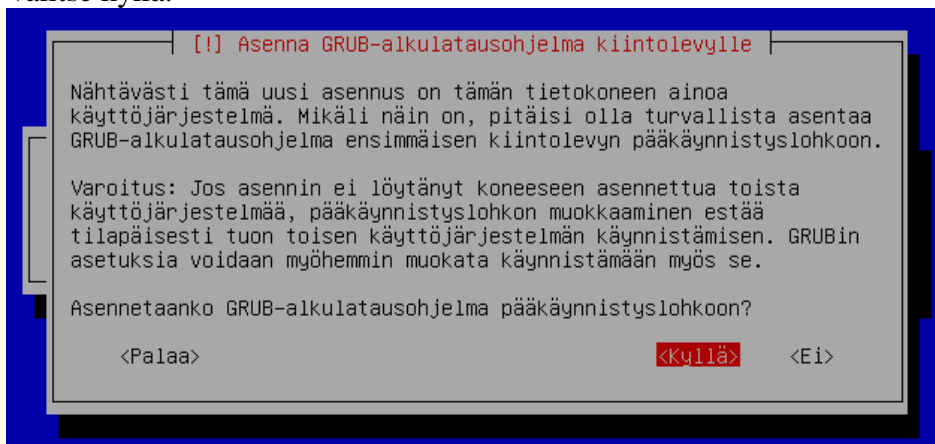 [!] Asenna GRUB-alkulatausohjelma kiintolevylle
Nähtävästi tämä uusi asennus on tämän tietokoneen ainoa
käyttöjärjestelmä. Mikäli näin on, pitäisi olla turvallista asentaa
GRUB-alkulatausohjelma ensimmäisen kiintolevyn pääkäynnistyslohkoon.
Varoitus: Jos asennin ei löytänyt koneeseen asennettua toista
käyttöjärjestelmää, pääkäynnistyslohkon muokkaaminen estää
tilapäisesti tuon toisen käyttöjärjestelmän käynnistämisen. GRUBin
asetuksia voidaan myöhemmin muokata käynnistämään myös se.
Asennetaanko GRUB-alkulatausohjelma pääkäynnistyslohkoon?
<Palaa> <Kyllä> <Ei>